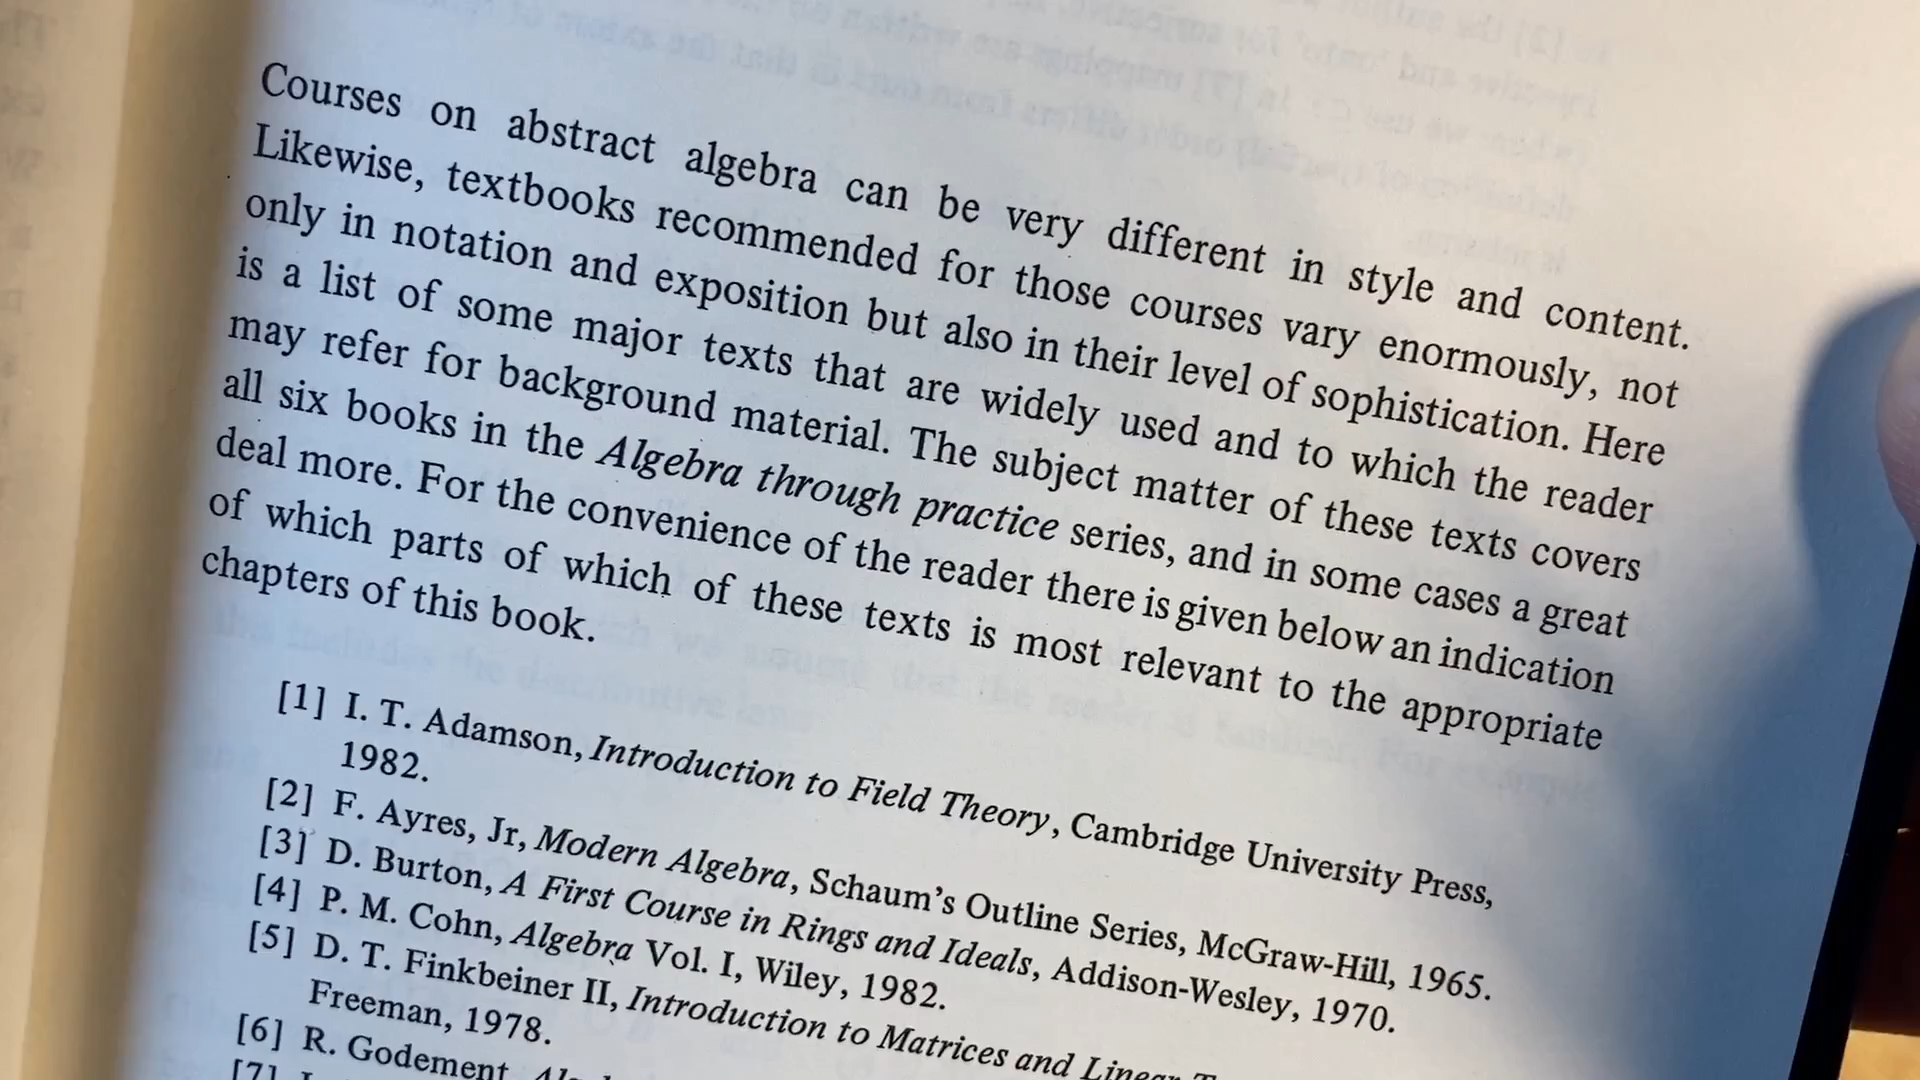 Courses on abstract algebra can be very different in style and content.
Likewise, textbooks recommended for those courses vary enormously, not
only in notation and exposition but also in their level of sophistication. Here
is a list of some major texts that are widely used and to which the reader
may refer for background material. The subject matter of these texts covers
all six books in the Algebra through practice series, and in some cases a great
deal more. For the convenience of the reader there is given below an indication
of which parts of which of these texts is most relevant to the appropriate
chapters of this book.
[1] I. T. Adamson, Introduction to Field Theory, Cambridge University Press,
1982.
[2] F. Ayres, Jr, Modern Algebra, Schaum's Outline Series, McGraw-Hill, 1965.
[3] D. Burton, A First Course in Rings and Ideals, Addison-Wesley, 1970.
[4] P. M. Cohn, Algebra Vol. I, Wiley, 1982.
[5] D. T. Finkbeiner II, Introduction to Matrices and Linear
Freeman, 1978.
[6] R. Godement,
[7]